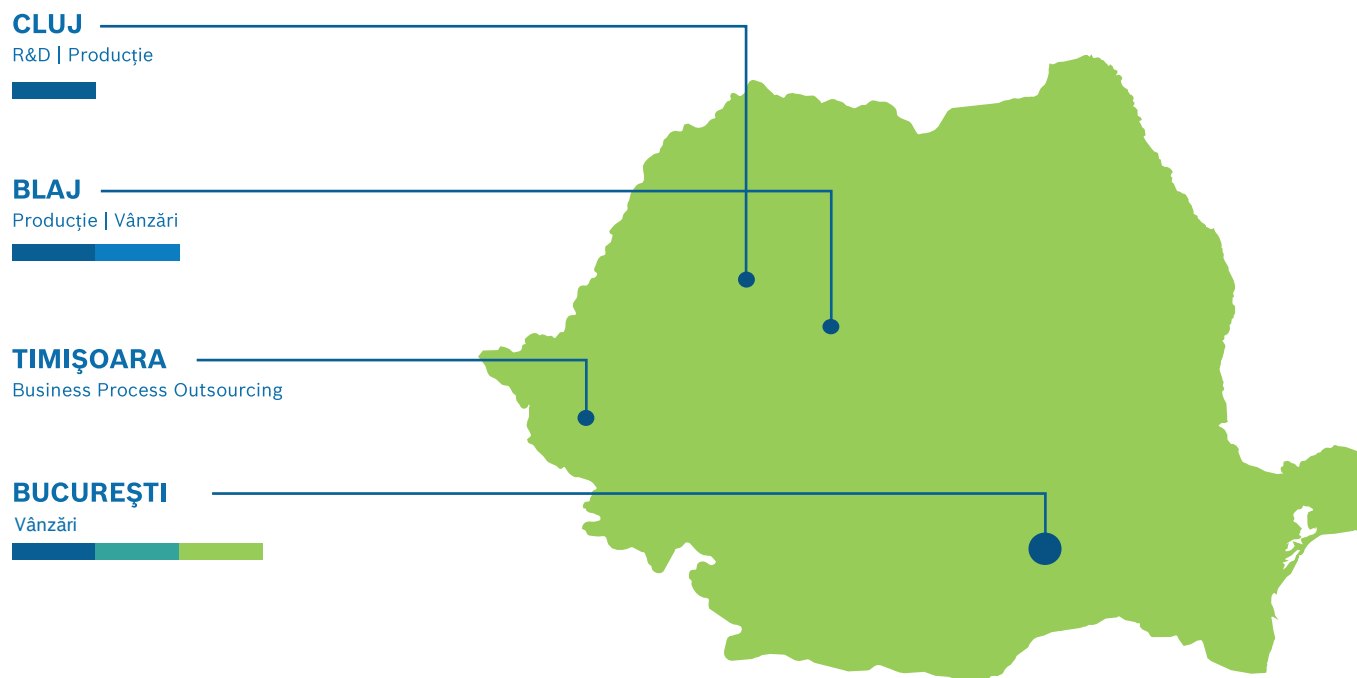 CLUJ
R&D | Producție
BLAJ
Producție | Vânzări
TIMIŞOARA
Business Process Outsourcing
BUCUREŞTI
Vânzări